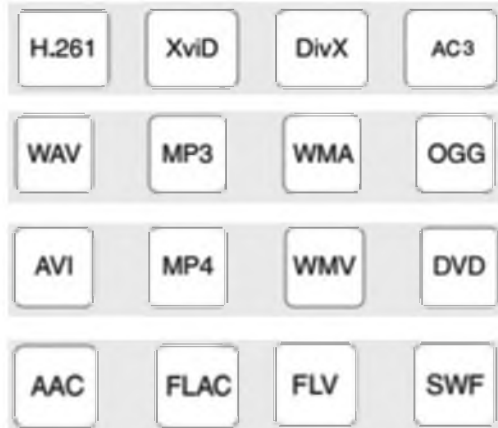 H.261 XviD DivX AC3
WAV MP3 WMA OGG
AVI MP4 WMV DVD
AAC FLAC FLV SWF